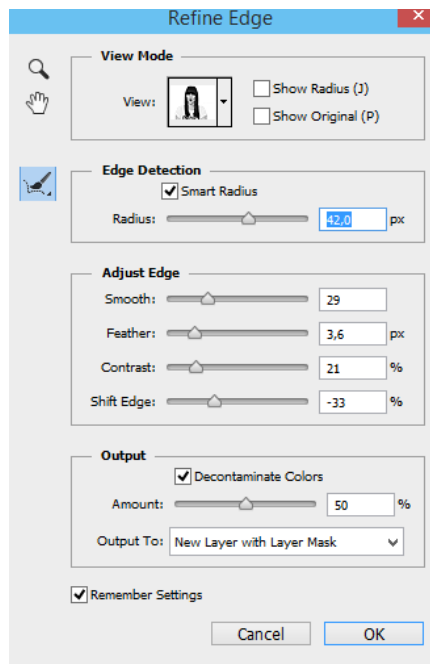 Refine Edge
View Mode
View:
Show Radius (J)
Show Original (P)
Edge Detection
Smart Radius
Radius: 42,0 px
Adjust Edge
Smooth: 29
Feather: 3,6 px
Contrast: 21 %
Shift Edge: -33 %
Output
Decontaminate Colors
Amount: 50 %
Output To: New Layer with Layer Mask
Remember Settings
Cancel OK